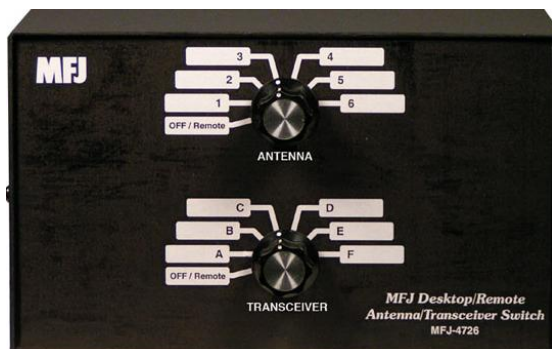 MFJ
3 4
2 5
1 6
OFF / Remote
ANTENNA
C D
B E
A F
OFF / Remote
TRANSCEIVER
MFJ Desktop/Remote
Antenna/Transceiver Switch
MFJ-4726